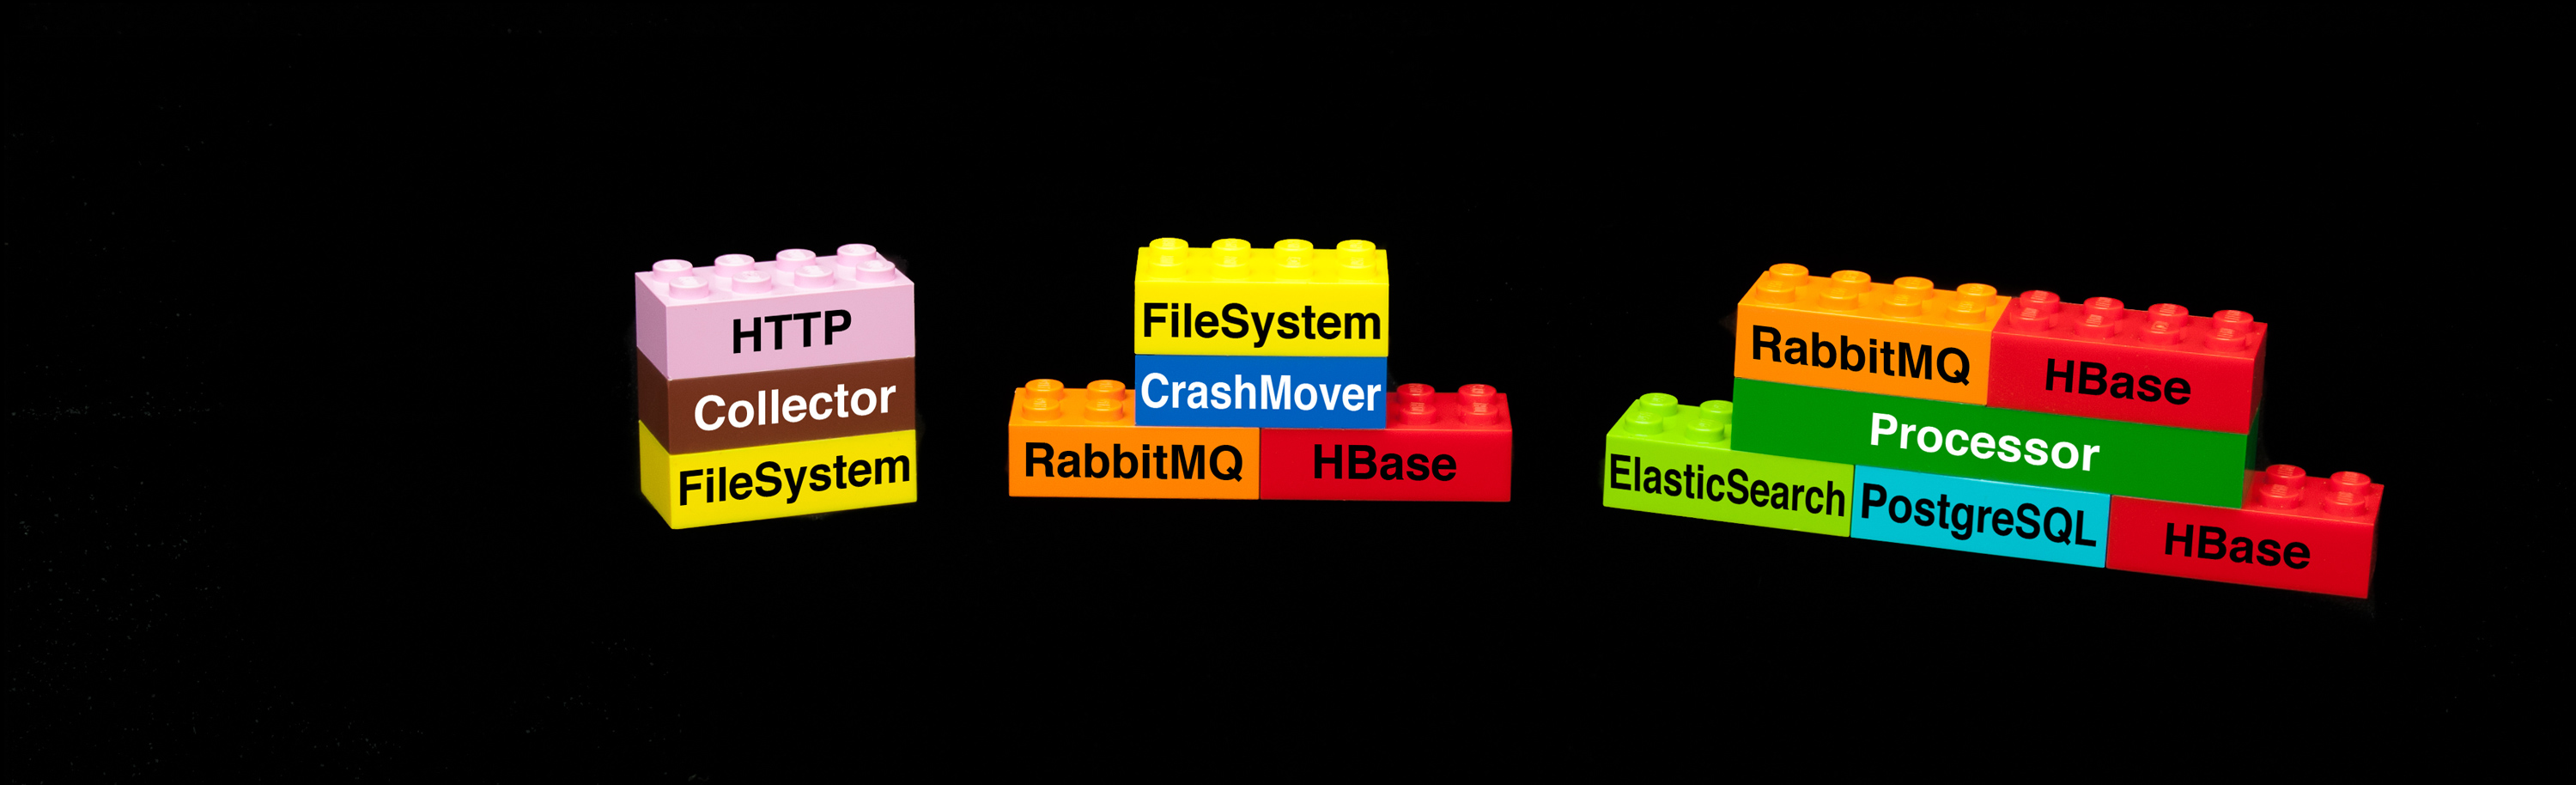 HTTP
Collector
FileSystem
FileSystem
CrashMover
RabbitMQ HBase
RabbitMQ HBase
Processor
ElasticSearch PostgreSQL HBase